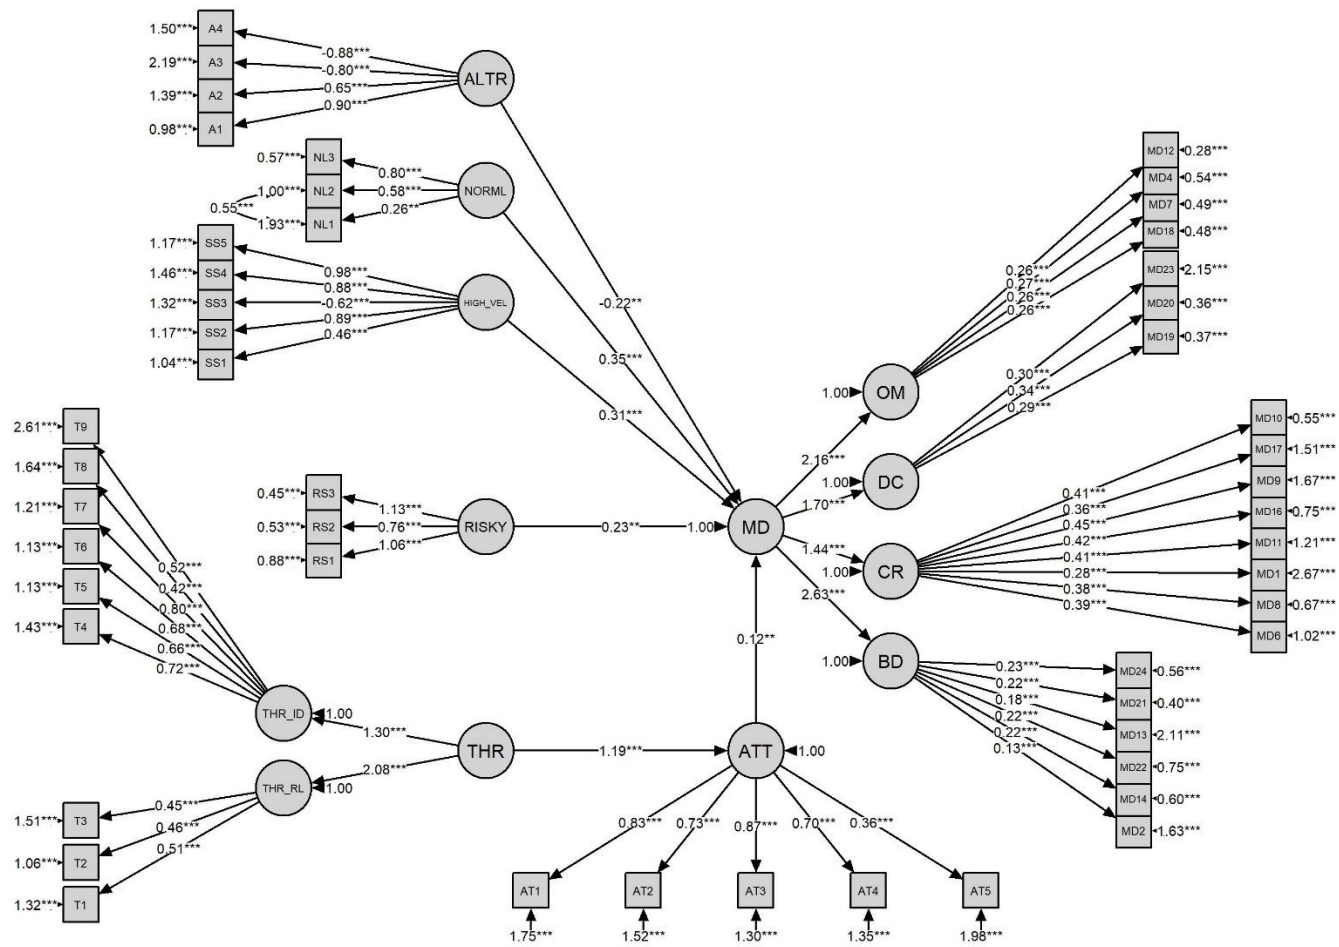 1.50*** A4
2.19*** A3
1.39*** A2
0.98*** A1
-0.88***
-0.80***
-0.65***
0.90***
ALTR
0.57*** NL3
1.00*** NL2
1.93*** NL1
0.55***
0.80***
0.58***
0.26**
NORML
1.17*** SS5
1.46*** SS4
1.32*** SS3
1.17*** SS2
1.04*** SS1
0.98***
0.88***
-0.62***
0.89***
0.46***
HIGH_VEL
-0.22**
0.35***
0.31***
0.45*** RS3
0.53*** RS2
0.88*** RS1
1.13***
0.76***
1.06***
RISKY
0.23**
1.00
MD
2.61*** T9
1.64*** T8
1.21*** T7
1.13*** T6
1.13*** T5
1.43*** T4
0.52***
0.42***
0.80***
0.68***
0.66***
0.72***
THR_ID
1.00
1.30***
THR
2.08***
THR_RL
1.00
1.51*** T3
1.06*** T2
1.32*** T1
0.45***
0.46***
0.51***
1.19***
ATT
1.00
0.12**
0.83***
0.73***
0.87***
0.70***
0.36***
AT1
AT2
AT3
AT4
AT5
1.75***
1.52***
1.30***
1.35***
1.98***
2.16***
1.70***
1.44***
2.63***
1.00
OM
0.26***
0.27***
0.26***
0.26***
MD12 0.28***
MD4 0.54***
MD7 0.49***
MD18 0.48***
1.00
DC
0.30***
0.34***
0.29***
MD23 2.15***
MD20 0.36***
MD19 0.37***
1.00
CR
0.41***
0.36***
0.45***
0.42***
0.41***
0.28***
0.38***
0.39***
MD10 0.55***
MD17 1.51***
MD9 1.67***
MD16 0.75***
MD11 1.21***
MD1 2.67***
MD8 0.67***
MD6 1.02***
1.00
BD
0.23***
0.22***
0.18***
0.22***
0.22***
0.13***
MD24 0.56***
MD21 0.40***
MD13 2.11***
MD22 0.75***
MD14 0.60***
MD2 1.63***